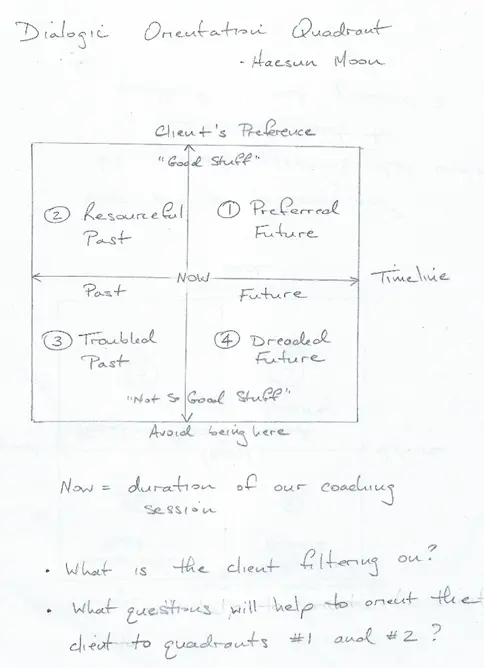 Dialogic Orientation Quadrant
- Haesun Moon
Client's Preference
"Good Stuff"
② Resourceful
Past
① Preferred
Future
NOW
Timeline
Past
Future
③ Troubled
Past
④ Dreaded
Future
"Not So Good Stuff"
Avoid being here
Now = duration of our coaching
session
• What is the client filtering on?
• What questions will help to orient the
client to quadrants #1 and #2?